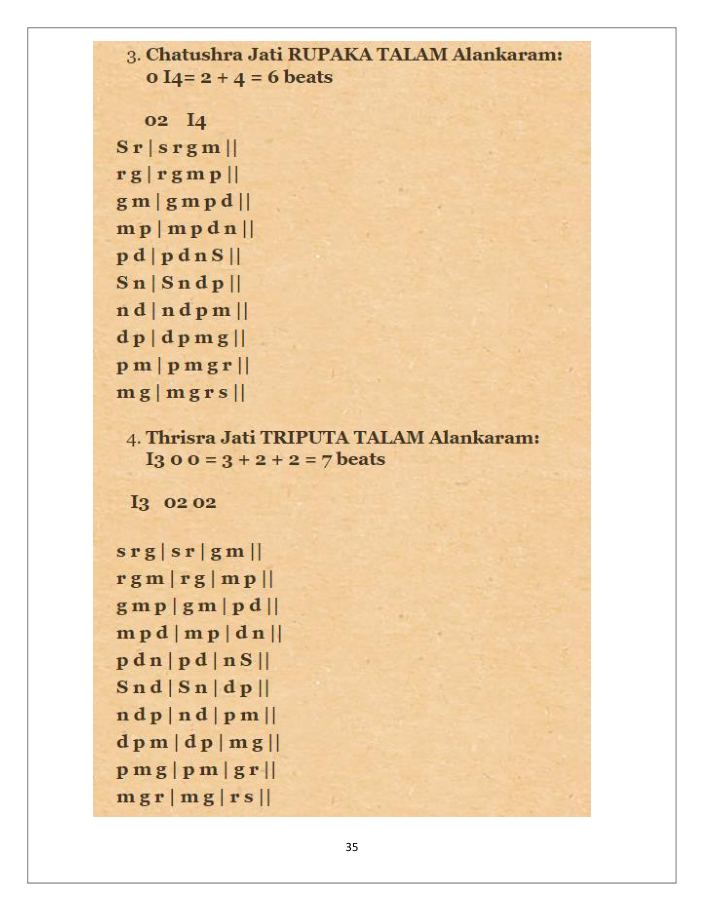 3. Chatushra Jati RUPAKA TALAM Alankaram:
0 I4= 2 + 4 = 6 beats
02 I4
S r | s r g m ||
r g | r g m p ||
g m | g m p d ||
m p | m p d n ||
p d | p d n S ||
S n | S n d p ||
n d | n d p m ||
d p | d p m g ||
p m | p m g r ||
m g | m g r s ||
4. Thrisra Jati TRIPUTA TALAM Alankaram:
I3 0 0 = 3 + 2 + 2 = 7 beats
I3 02 02
s r g | s r | g m ||
r g m | r g | m p ||
g m p | g m | p d ||
m p d | m p | d n ||
p d n | p d | n S ||
S n d | S n | d p ||
n d p | n d | p m ||
d p m | d p | m g ||
p m g | p m | g r ||
m g r | m g | r s ||
35